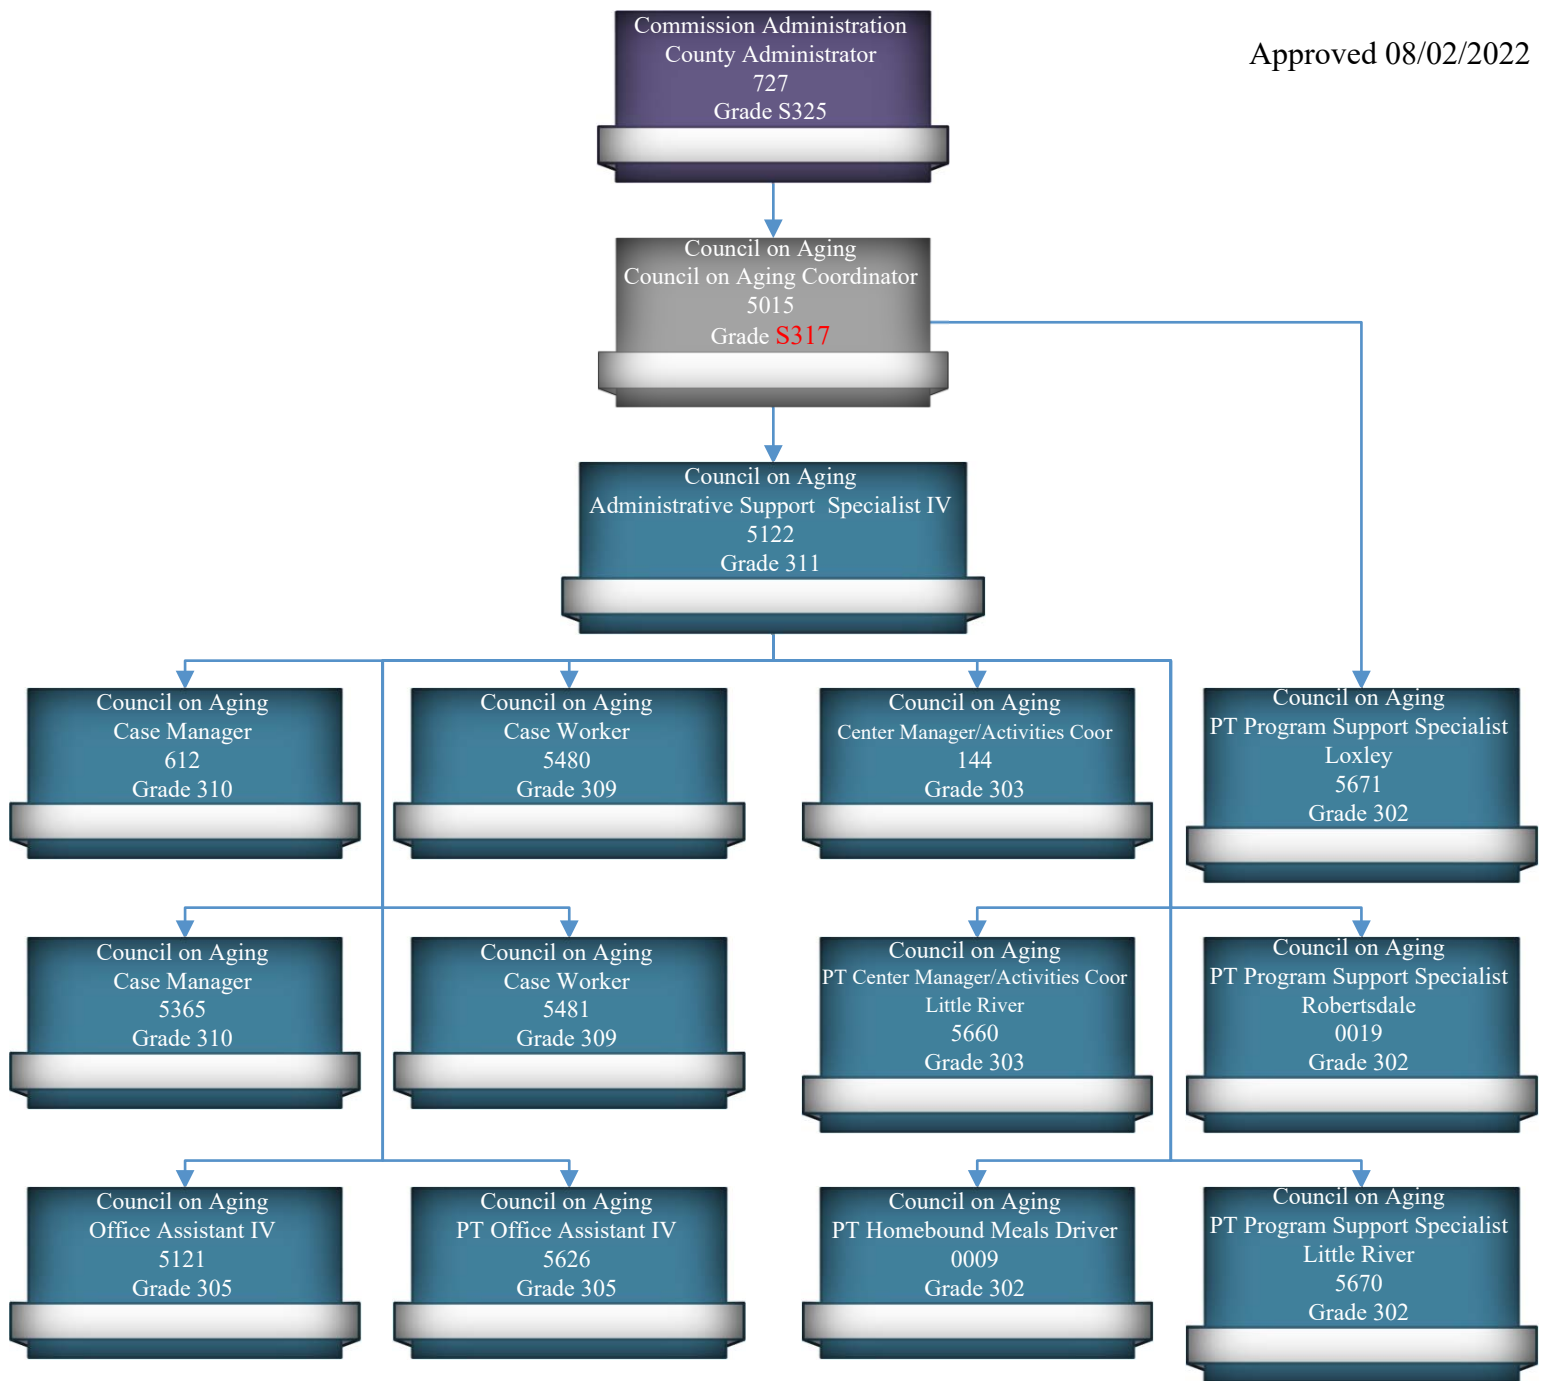 Commission Administration
County Administrator
727
Grade S325
Approved 08/02/2022
Council on Aging
Council on Aging Coordinator
5015
Grade S317
Council on Aging
Administrative Support  Specialist IV
5122
Grade 311
Council on Aging
Case Manager
612
Grade 310
Council on Aging
Case Worker
5480
Grade 309
Council on Aging
Center Manager/Activities Coor
144
Grade 303
Council on Aging
PT Program Support Specialist
Loxley
5671
Grade 302
Council on Aging
Case Manager
5365
Grade 310
Council on Aging
Case Worker
5481
Grade 309
Council on Aging
PT Center Manager/Activities Coor
Little River
5660
Grade 303
Council on Aging
PT Program Support Specialist
Robertsdale
0019
Grade 302
Council on Aging
Office Assistant IV
5121
Grade 305
Council on Aging
PT Office Assistant IV
5626
Grade 305
Council on Aging
PT Homebound Meals Driver
0009
Grade 302
Council on Aging
PT Program Support Specialist
Little River
5670
Grade 302